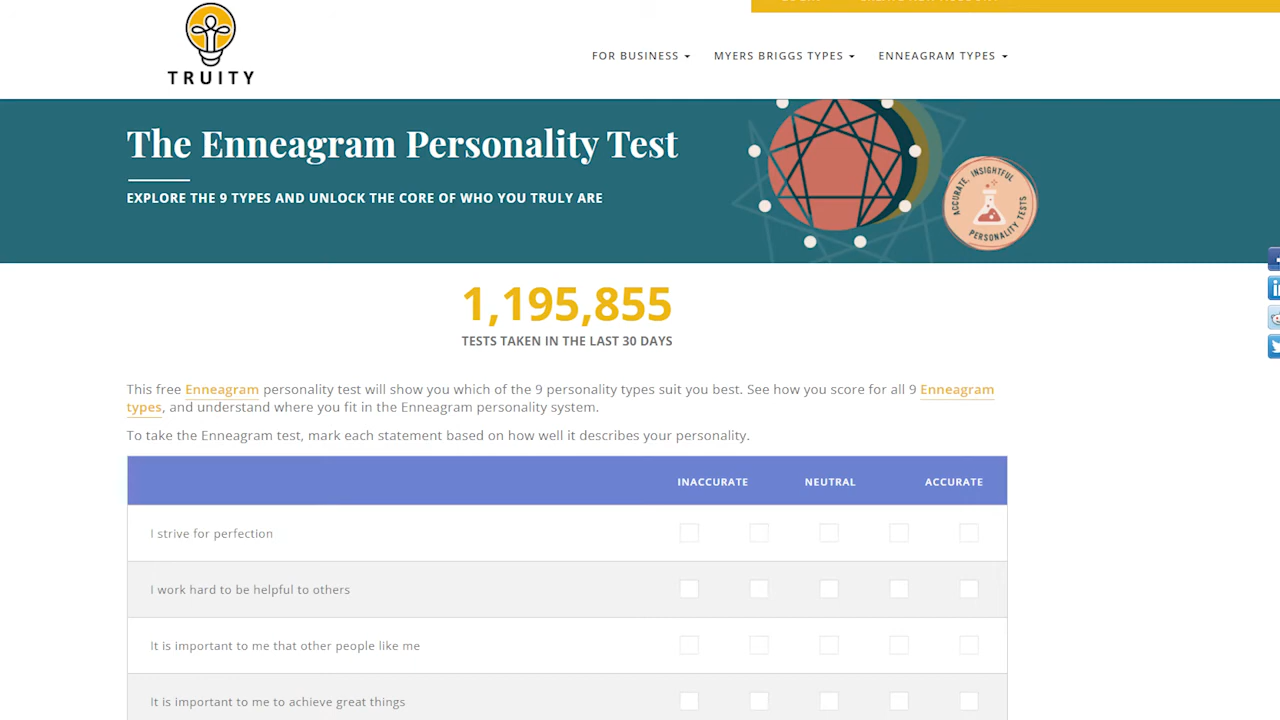 TRUITY
FOR BUSINESS
MYERS BRIGGS TYPES
ENNEAGRAM TYPES
The Enneagram Personality Test
EXPLORE THE 9 TYPES AND UNLOCK THE CORE OF WHO YOU TRULY ARE
ACCURATE, INSIGHTFUL
PERSONALITY TESTS
1,195,855
TESTS TAKEN IN THE LAST 30 DAYS
This free Enneagram personality test will show you which of the 9 personality types suit you best. See how you score for all 9 Enneagram
types, and understand where you fit in the Enneagram personality system.
To take the Enneagram test, mark each statement based on how well it describes your personality.
INACCURATE NEUTRAL ACCURATE
I strive for perfection
I work hard to be helpful to others
It is important to me that other people like me
It is important to me to achieve great things